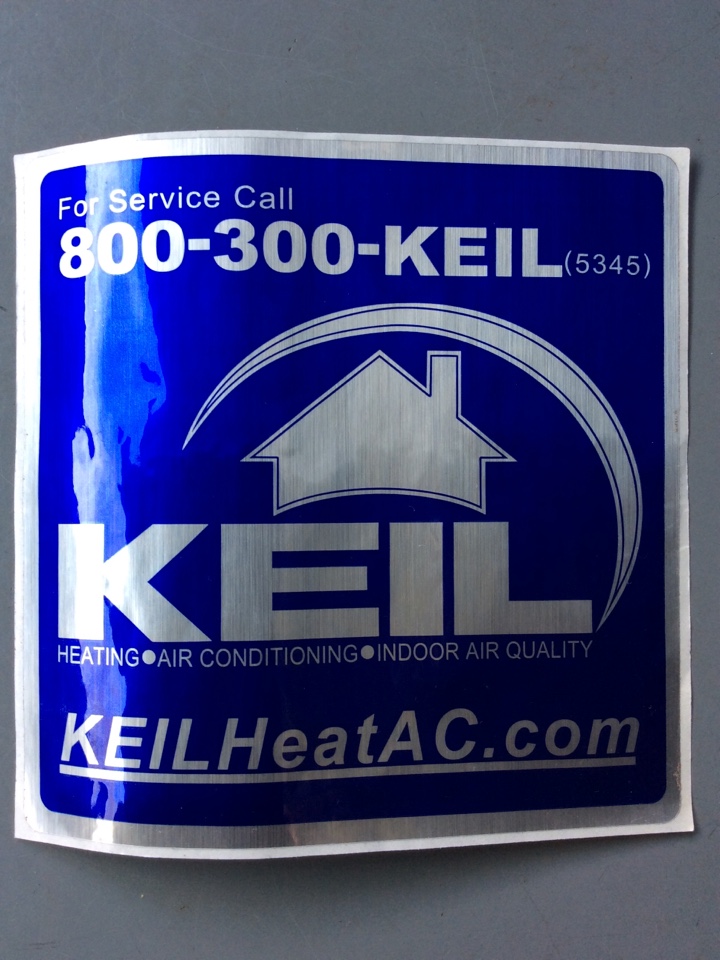 For Service Call
800-300-KEIL(5345)
KEIL
HEATING●AIR CONDITIONING●INDOOR AIR QUALITY
KEILHeatAC.com